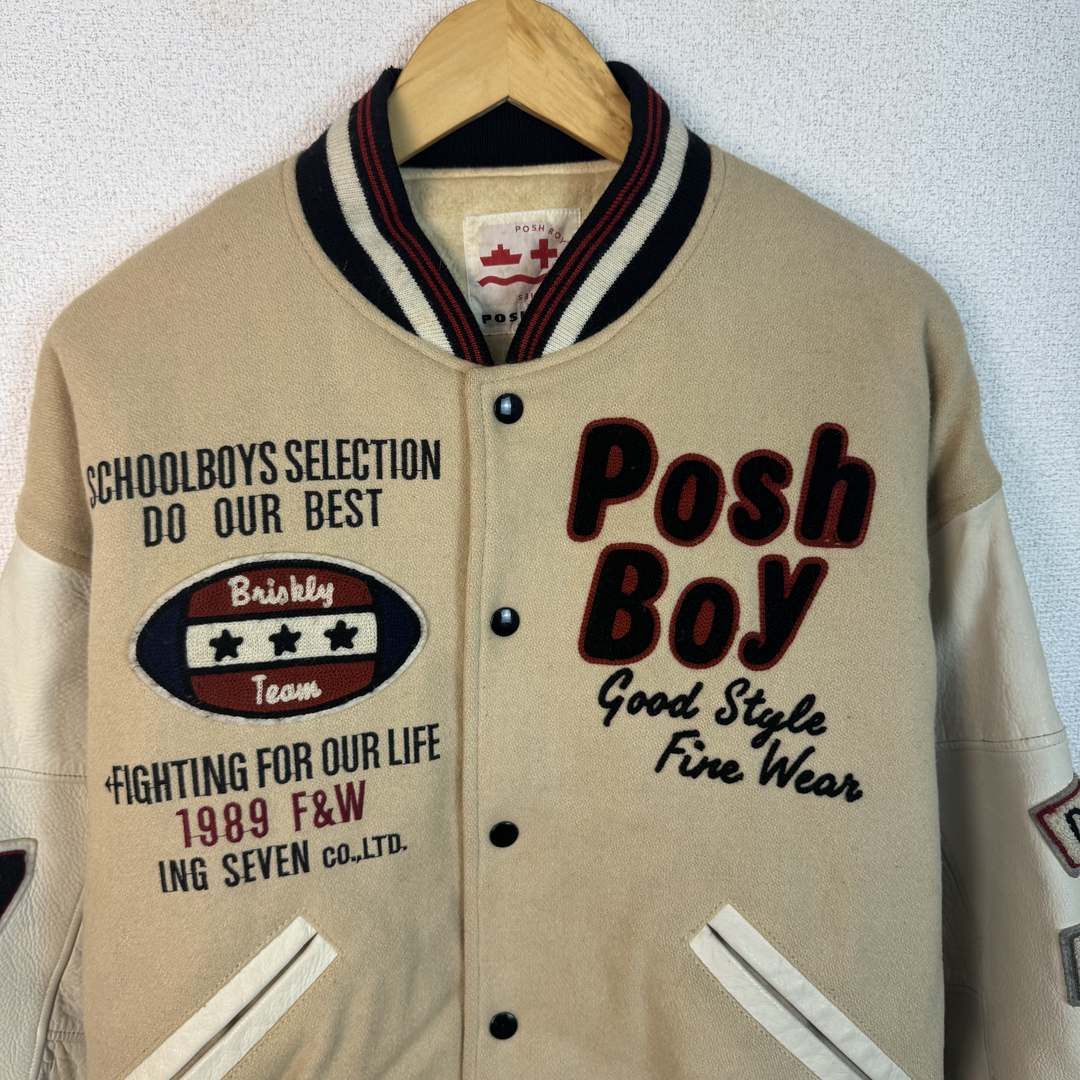 POSH BOY
POSH
SCHOOLBOYS SELECTION
DO OUR BEST
Briskly
Team
FIGHTING FOR OUR LIFE
1989 F&W
ING SEVEN CO.,LTD.
Posh
Boy
Good Style
Fine Wear